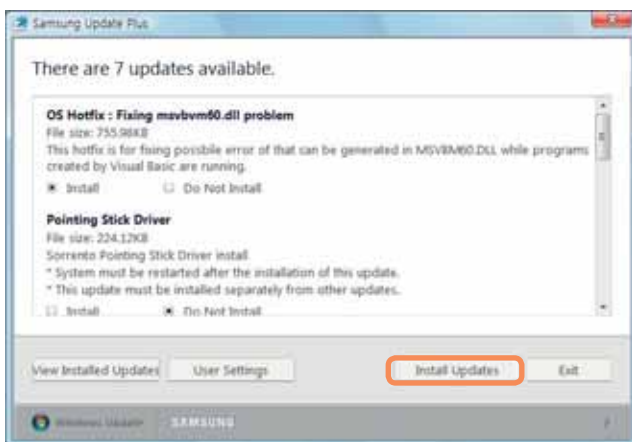 Samsung Update Plus
There are 7 updates available.
OS Hotfix : Fixing msvbvm60.dll problem
File size: 755.98KB
This hotfix is for fixing possbile error of that can be generated in MSVBVM60.DLL while programs
created by Visual Basic are running.
Install Do Not Install
Pointing Stick Driver
File size: 224.12KB
Sorrento Pointing Stick Driver install
* System must be restarted after the installation of this update.
* This update must be installed separately from other updates.
Install Do Not Install
View Installed Updates User Settings Install Updates Exit
Windows Update SAMSUNG